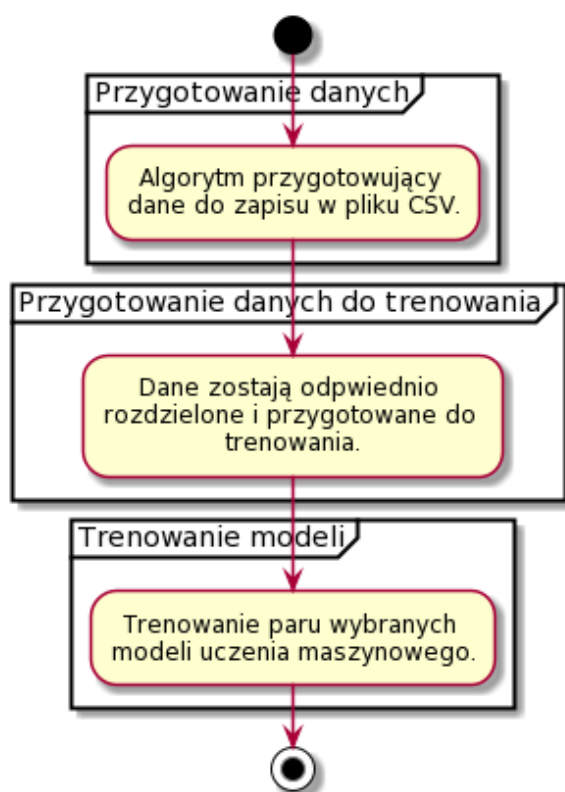 Przygotowanie danych
Algorytm przygotowujący
dane do zapisu w pliku CSV.
Przygotowanie danych do trenowania
Dane zostają odpwiednio
rozdzielone i przygotowane do
trenowania.
Trenowanie modeli
Trenowanie paru wybranych
modeli uczenia maszynowego.